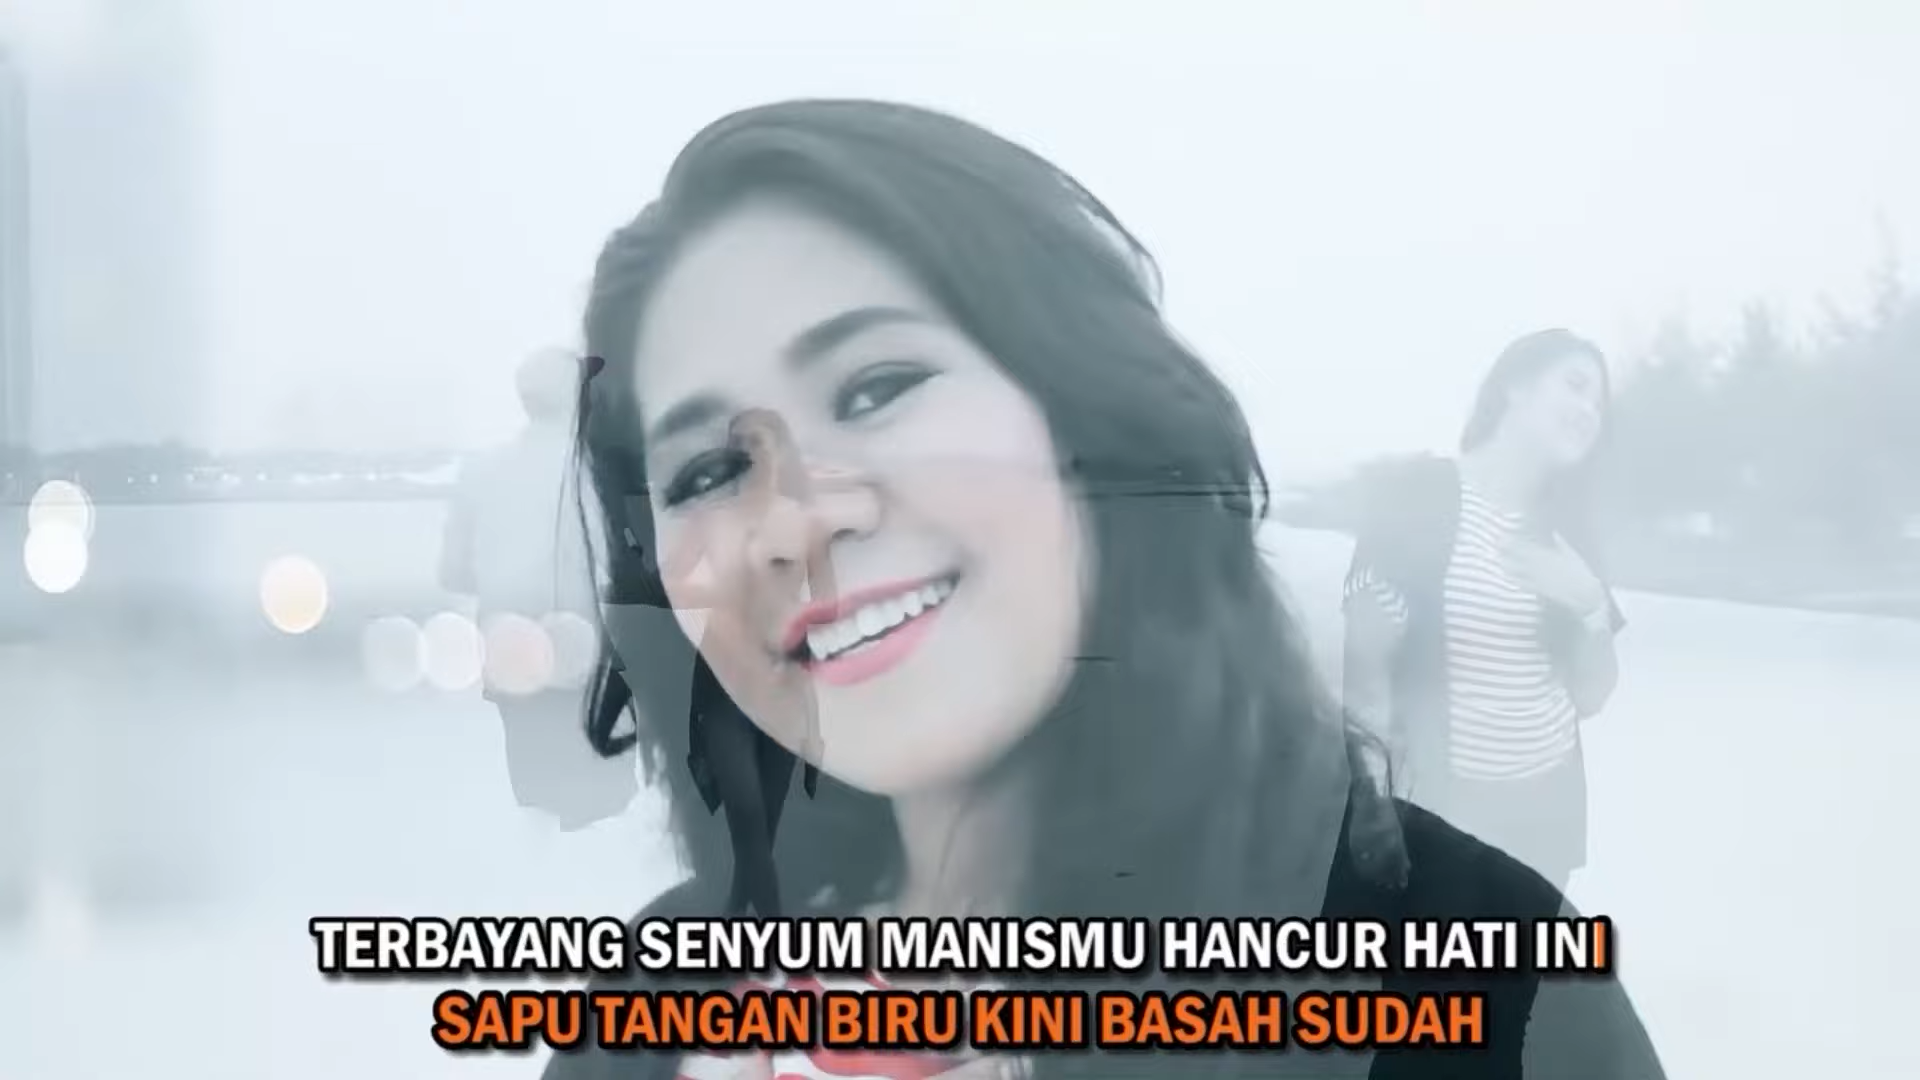 TERBAYANG SENYUM MANISMU HANCUR HATI INI
SAPU TANGAN BIRU KINI BASAH SUDAH